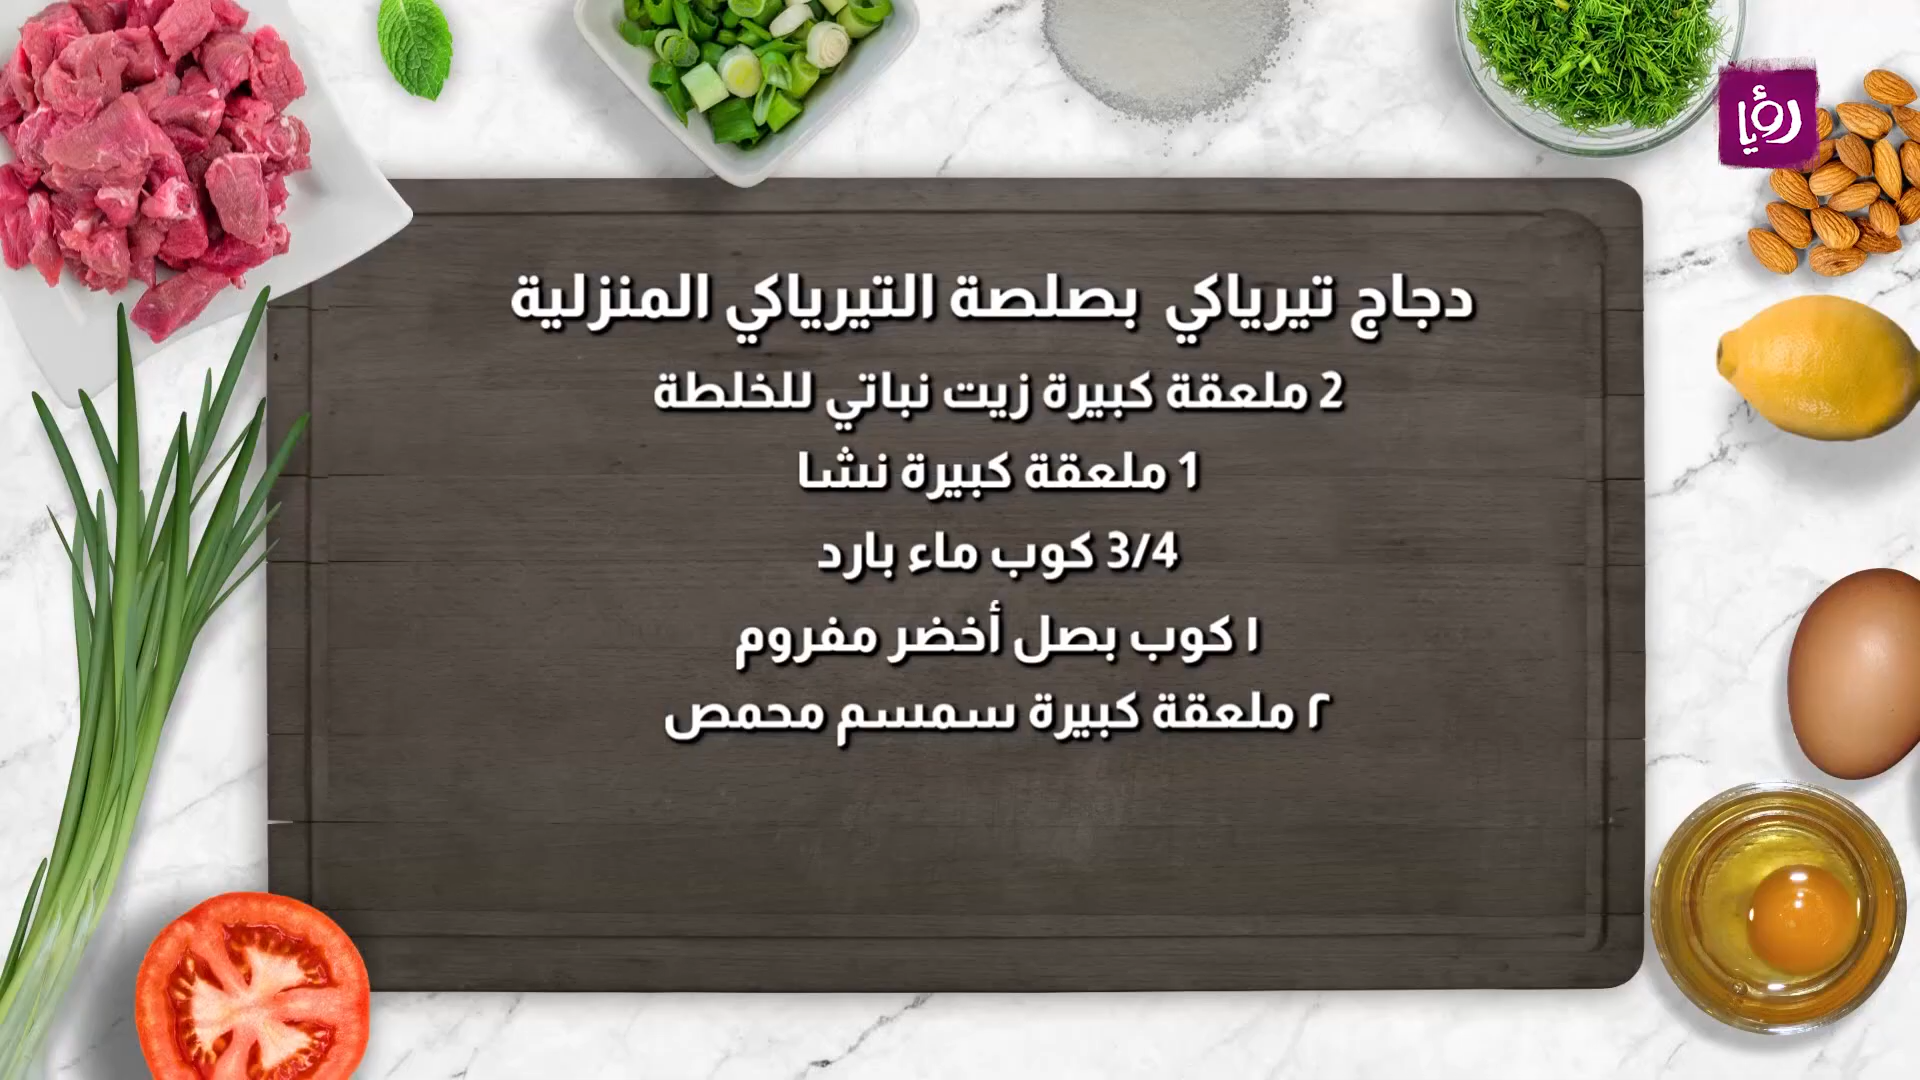 رؤيا
دجاج تيرياكي بصلصة التيرياكي المنزلية
2 ملعقة كبيرة زيت نباتي للخلطة
1 ملعقة كبيرة نشا
3/4 كوب ماء بارد
١ كوب بصل أخضر مفروم
٢ ملعقة كبيرة سمسم محمص